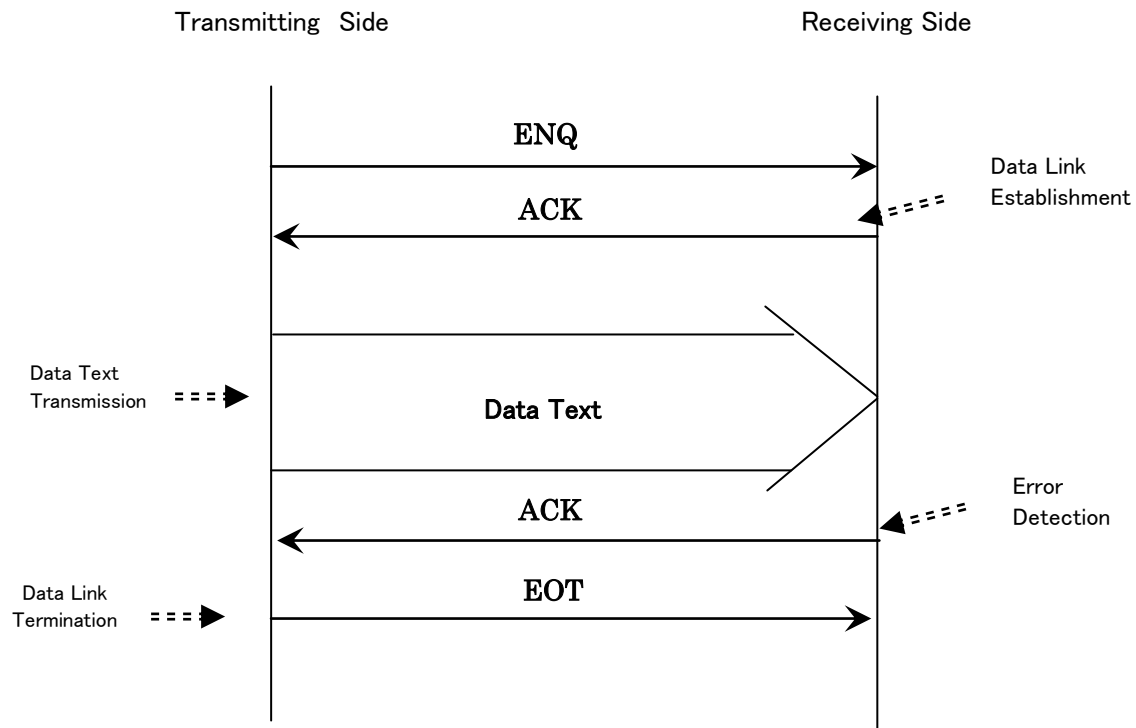 Transmitting Side
Receiving Side
ENQ
Data Link
Establishment
ACK
Data Text
Transmission
Data Text
Error
Detection
ACK
Data Link
Termination
EOT